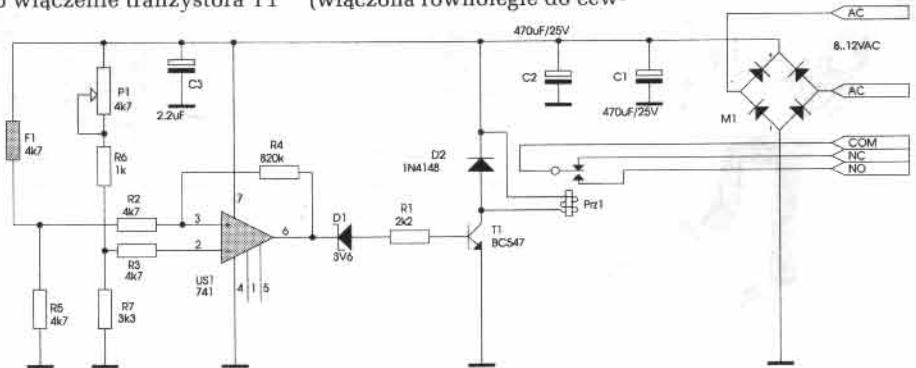 włączenie tranzystora T1
(włączona równolegle do cew-
470uF/25V
AC
8..12VAC
P1
4k7
C3
2.2uF
C2
C1
470uF/25V
M1
AC
F1
4k7
R6
1k
R4
820k
D2
1N4148
COM
NC
NO
R2
4k7
3
7
6
D1
3V6
R1
2k2
Prz1
T1
BC547
2
R3
4k7
US1
741
4
1
5
R5
4k7
R7
3k3